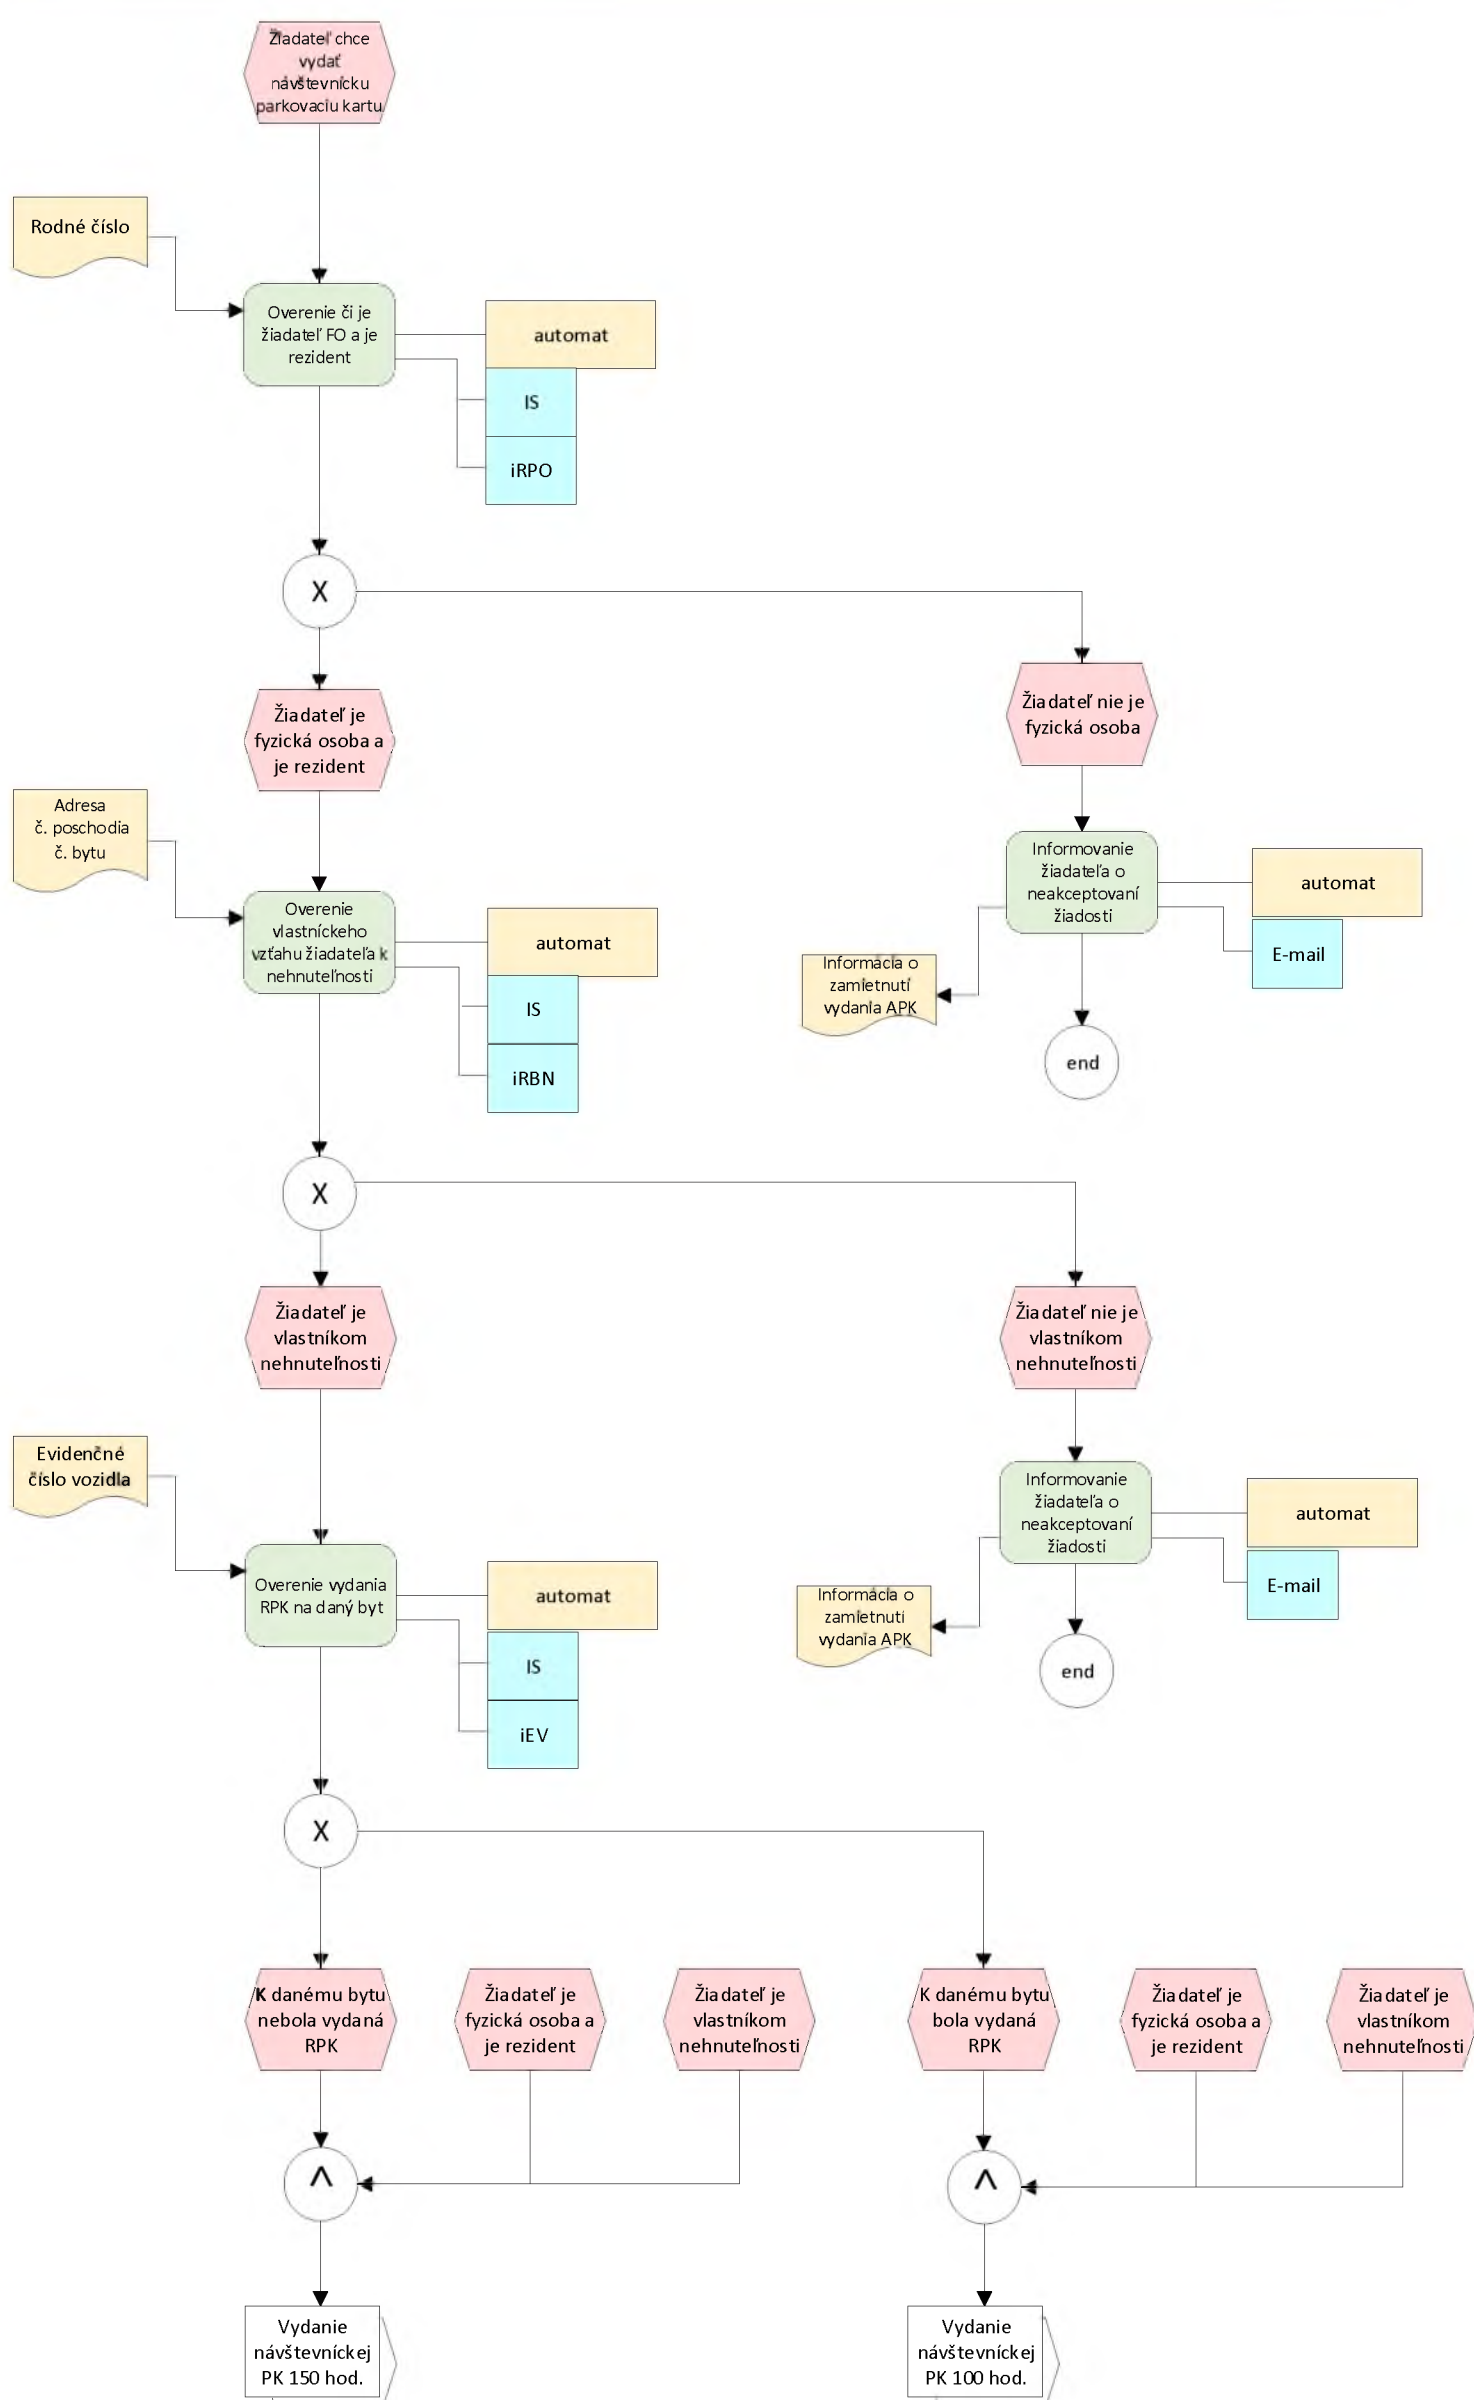 Žiadateľ chce
vydať
návštevnícku
parkovaciu kartu
Rodné číslo
Overenie či je
žiadateľ FO a je
rezident
automat
IS
iRPO
X
Žiadateľ je
fyzická osoba a
je rezident
Žiadateľ nie je
fyzická osoba
Adresa
č. poschodia
č. bytu
Overenie
vlastníckeho
vzťahu žiadateľa k
nehnuteľnosti
automat
IS
iRBN
Informovanie
žiadateľa o
neakceptovaní
žiadosti
automat
E-mail
Informácia o
zamietnutí
vydania APK
end
X
Žiadateľ je
vlastníkom
nehnuteľnosti
Žiadateľ nie je
vlastníkom
nehnuteľnosti
Evidenčné
číslo vozidla
Overenie vydania
RPK na daný byt
automat
IS
iEV
Informovanie
žiadateľa o
neakceptovaní
žiadosti
automat
E-mail
Informácia o
zamietnutí
vydania APK
end
X
K danému bytu
nebola vydaná
RPK
Žiadateľ je
fyzická osoba a
je rezident
Žiadateľ je
vlastníkom
nehnuteľnosti
K danému bytu
bola vydaná
RPK
Žiadateľ je
fyzická osoba a
je rezident
Žiadateľ je
vlastníkom
nehnuteľnosti
^
^
Vydanie
návštevníckej
PK 150 hod.
Vydanie
návštevníckej
PK 100 hod.